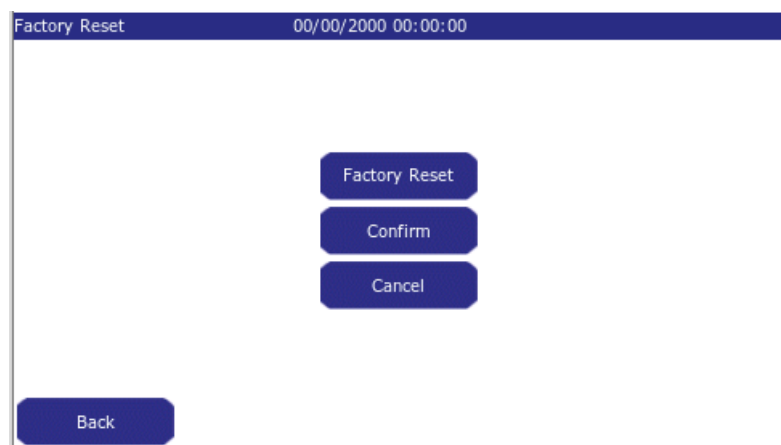 Factory Reset 00/00/2000 00:00:00
Factory Reset
Confirm
Cancel
Back